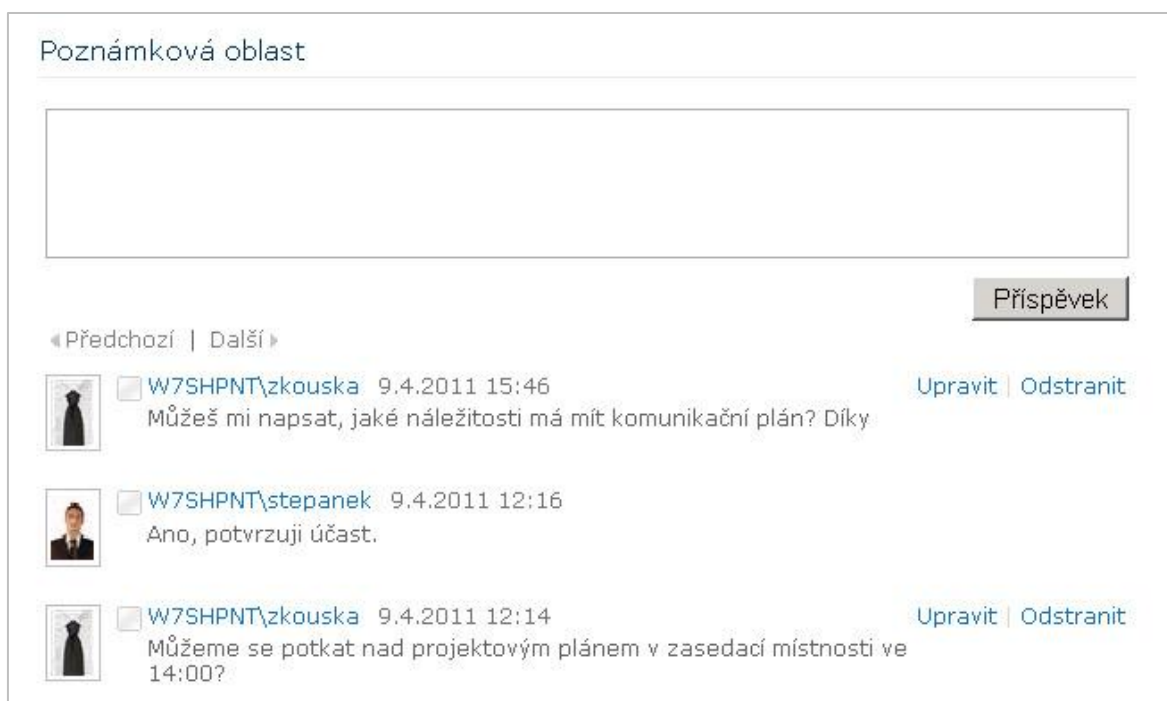 Poznámková oblast
Příspěvek
Předchozí | Další
W7SHPNT\zkouska 9.4.2011 15:46 Upravit | Odstranit
Můžeš mi napsat, jaké náležitosti má mít komunikační plán? Díky
W7SHPNT\stepanek 9.4.2011 12:16
Ano, potvrzuji účast.
W7SHPNT\zkouska 9.4.2011 12:14 Upravit | Odstranit
Můžeme se potkat nad projektovým plánem v zasedací místnosti ve
14:00?